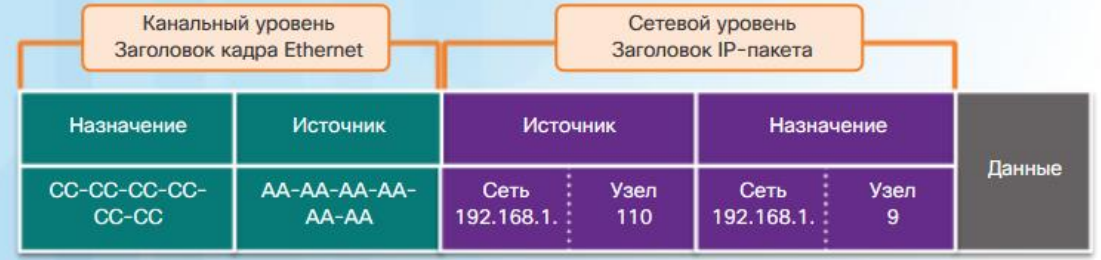 Канальный уровень
Заголовок кадра Ethernet
Сетевой уровень
Заголовок IP-пакета
Назначение
Источник
Источник
Назначение
Данные
CC-CC-CC-CC-
CC-CC
AA-AA-AA-AA-
AA-AA
Сеть
192.168.1.
Узел
110
Сеть
192.168.1.
Узел
9